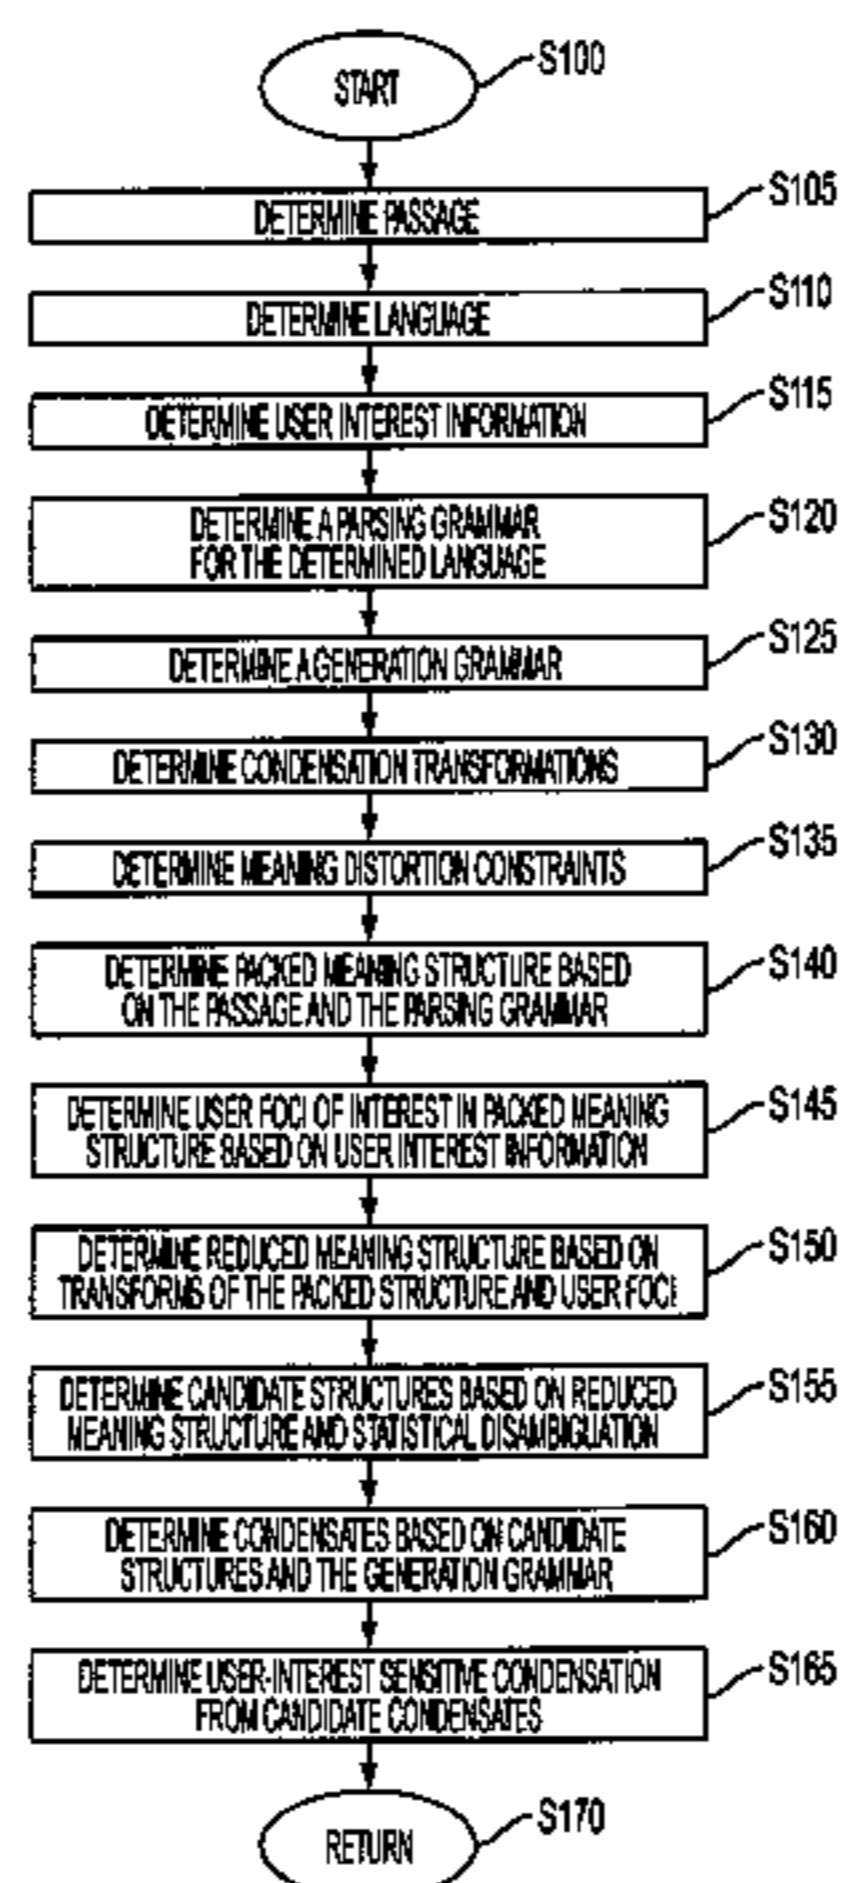 START
S100
DETERMINE PASSAGE
S105
DETERMINE LANGUAGE
S110
DETERMINE USER INTEREST INFORMATION
S115
DETERMINE A PARSING GRAMMAR
FOR THE DETERMINED LANGUAGE
S120
DETERMINE A GENERATION GRAMMAR
S125
DETERMINE CONDENSATION TRANSFORMATIONS
S130
DETERMINE MEANING DISTORTION CONSTRAINTS
S135
DETERMINE PACKED MEANING STRUCTURE BASED
ON THE PASSAGE AND THE PARSING GRAMMAR
S140
DETERMINE USER FOCI OF INTEREST IN PACKED MEANING
STRUCTURE BASED ON USER INTEREST INFORMATION
S145
DETERMINE REDUCED MEANING STRUCTURE BASED ON
TRANSFORMS OF THE PACKED STRUCTURE AND USER FOCI
S150
DETERMINE CANDIDATE STRUCTURES BASED ON REDUCED
MEANING STRUCTURE AND STATISTICAL DISAMBIGUATION
S155
DETERMINE CONDENSATES BASED ON CANDIDATE
STRUCTURES AND THE GENERATION GRAMMAR
S160
DETERMINE USER-INTEREST SENSITIVE CONDENSATION
FROM CANDIDATE CONDENSATES
S165
RETURN
S170